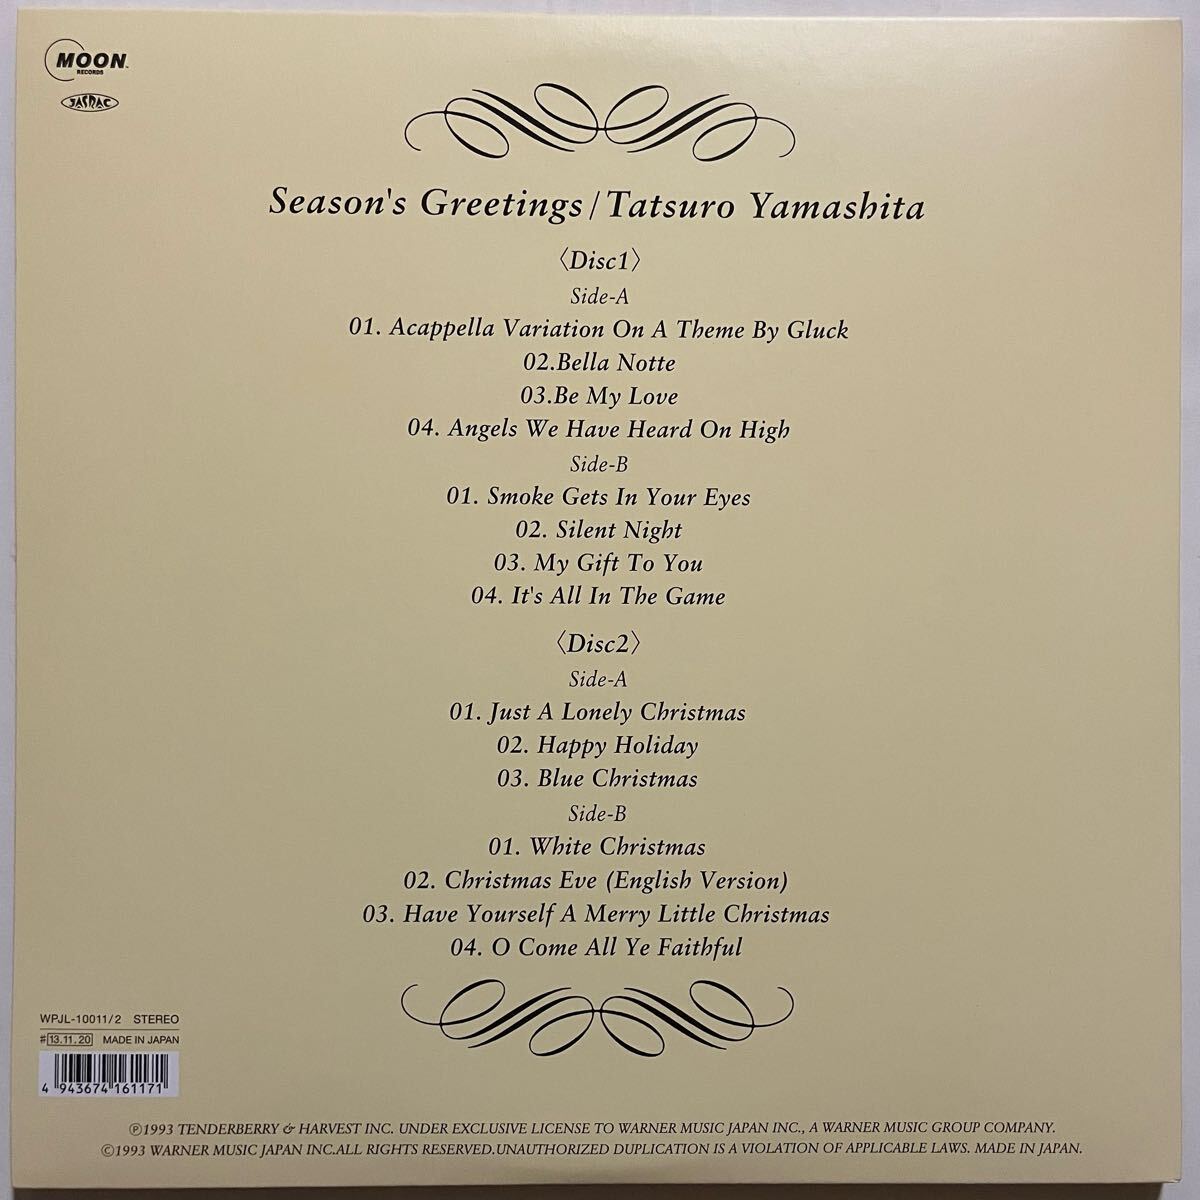 MOON
RECORDS
JASRAC
Season's Greetings/Tatsuro Yamashita
〈Disc1〉
Side-A
01. Acappella Variation On A Theme By Gluck
02.Bella Notte
03.Be My Love
04. Angels We Have Heard On High
Side-B
01. Smoke Gets In Your Eyes
02. Silent Night
03. My Gift To You
04. It's All In The Game
〈Disc2〉
Side-A
01. Just A Lonely Christmas
02. Happy Holiday
03. Blue Christmas
Side-B
01. White Christmas
02. Christmas Eve (English Version)
03. Have Yourself A Merry Little Christmas
04. O Come All Ye Faithful
WPJL-10011/2 STEREO
#13.11.20 MADE IN JAPAN
4 943674 161171
Ⓟ1993 TENDERBERRY & HARVEST INC. UNDER EXCLUSIVE LICENSE TO WARNER MUSIC JAPAN INC., A WARNER MUSIC GROUP COMPANY.
©1993 WARNER MUSIC JAPAN INC.ALL RIGHTS RESERVED.UNAUTHORIZED DUPLICATION IS A VIOLATION OF APPLICABLE LAWS. MADE IN JAPAN.